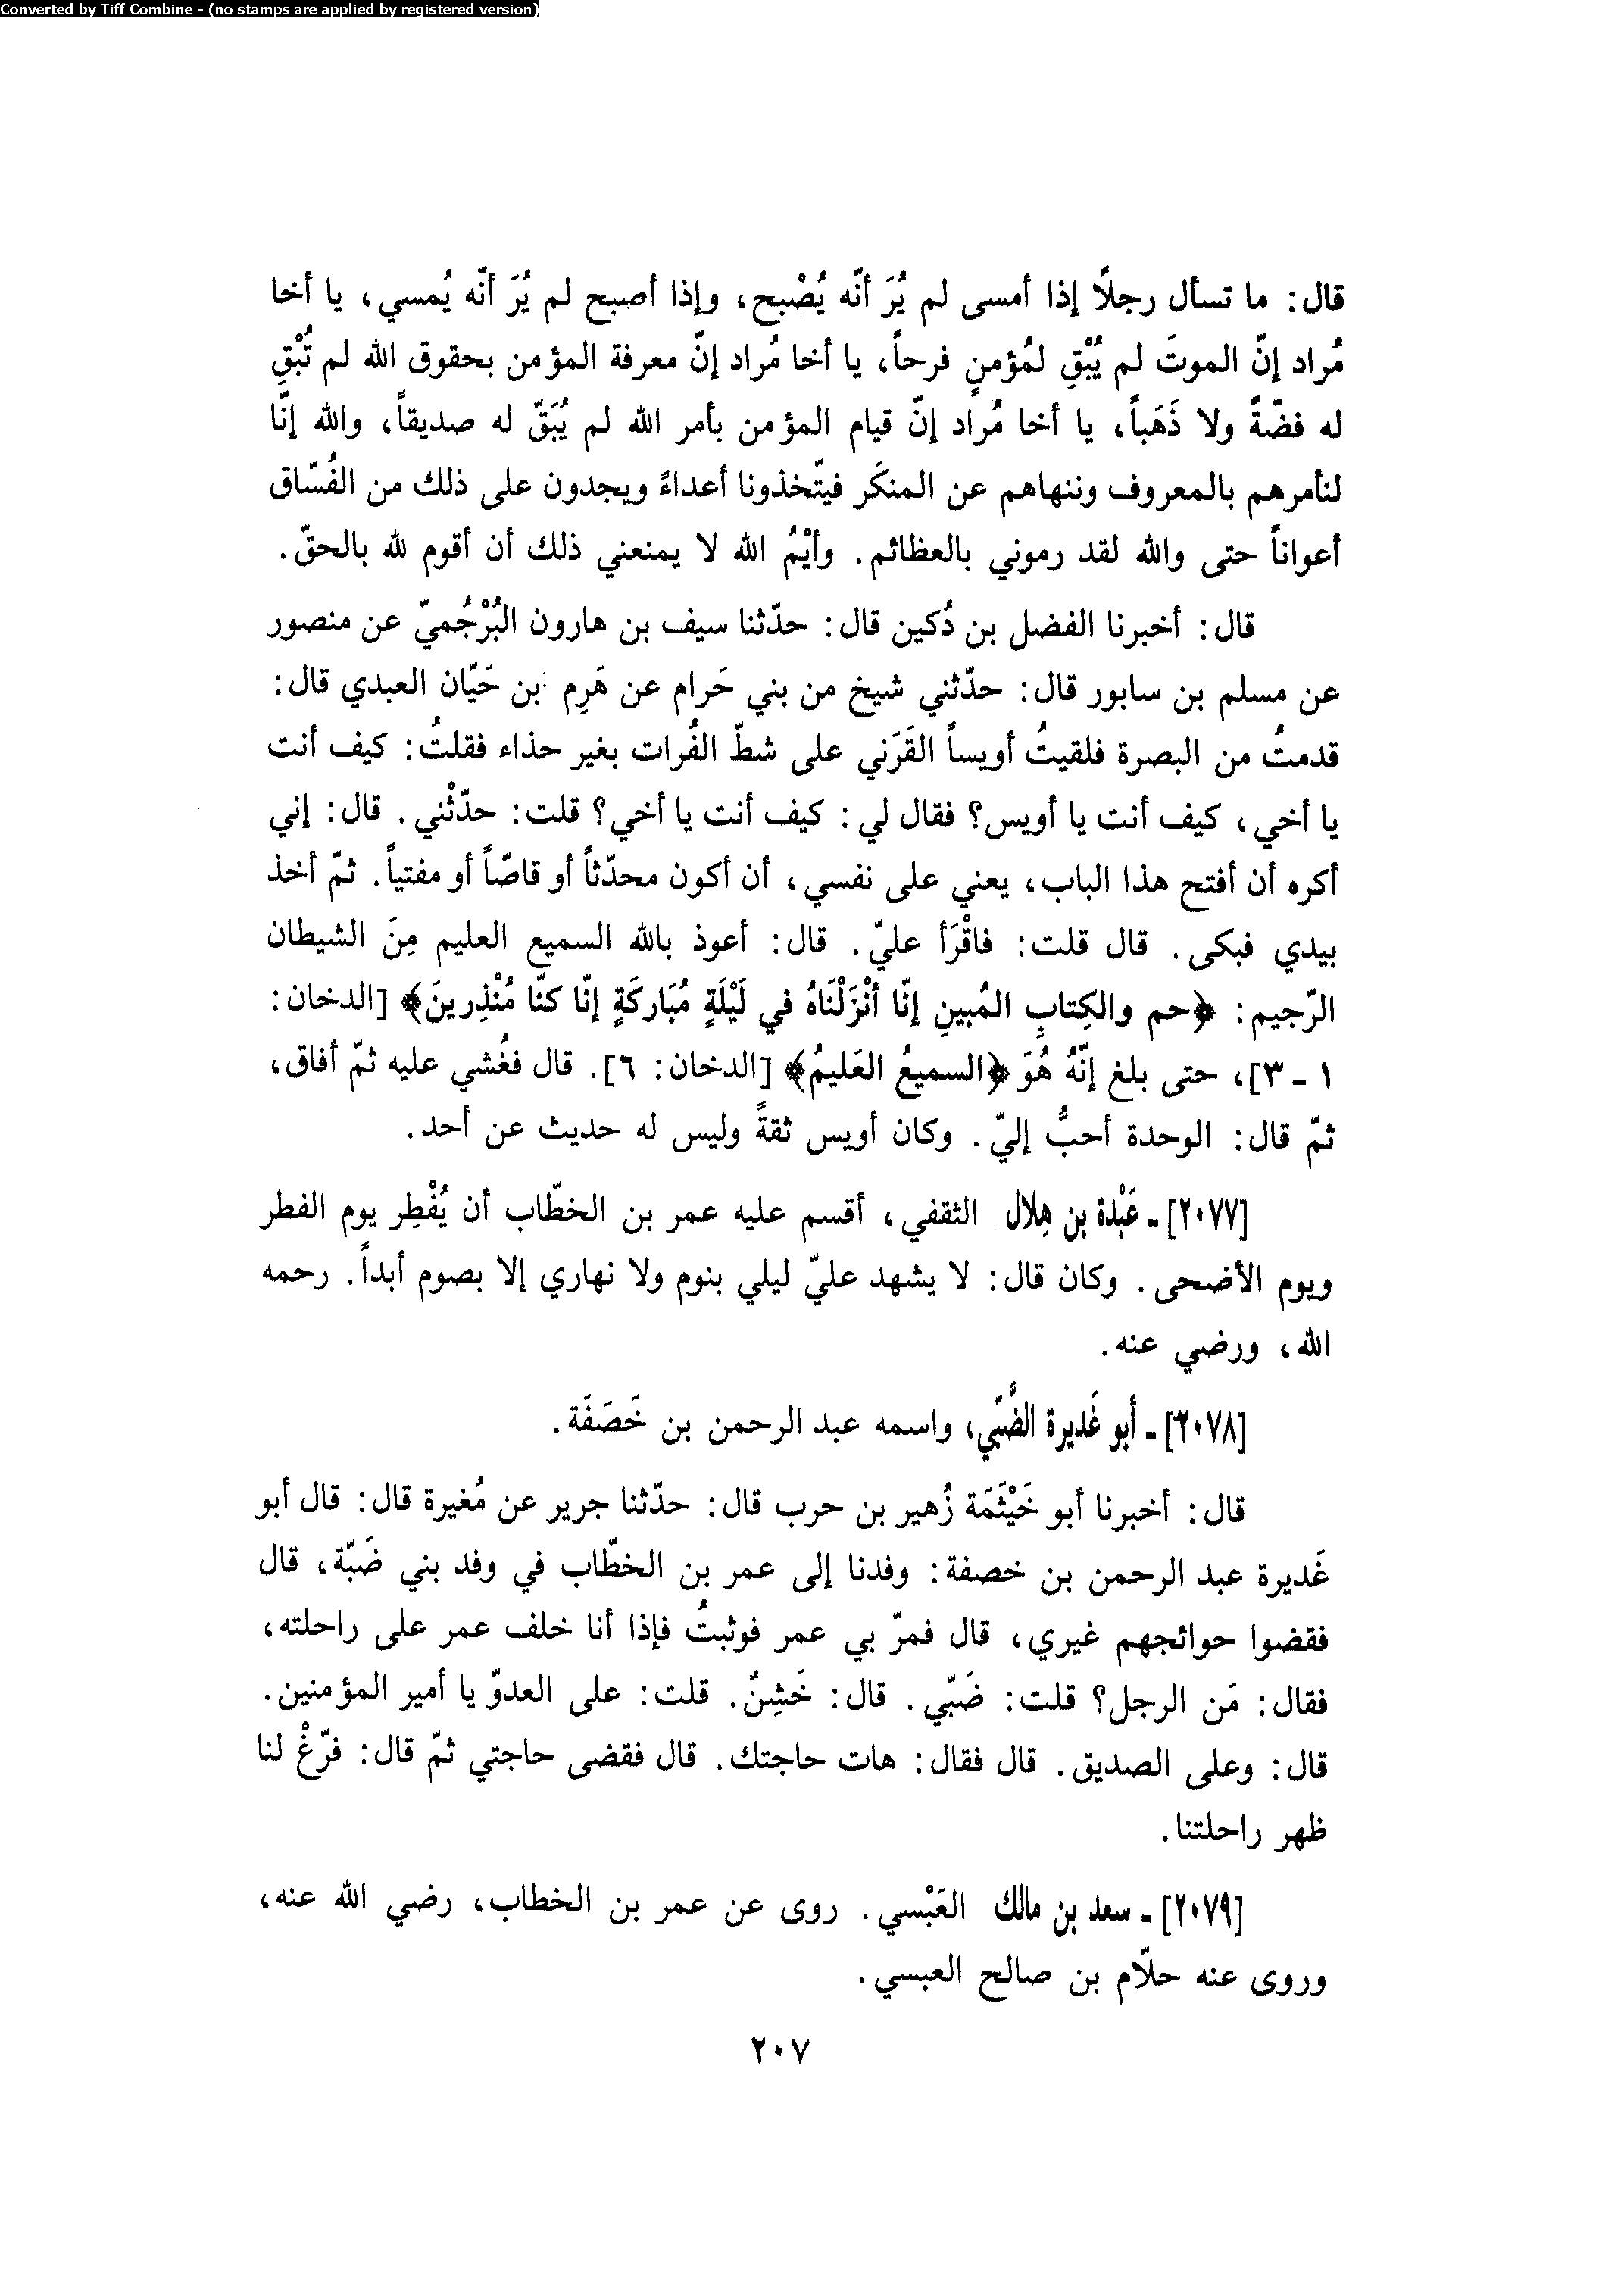 Converted by Tiff Combine - (no stamps are applied by registered version)
قال: ما تسأل رجلاً إذا أمسى لم يُرَ أنّه يُصْبح، وإذا أصبح لم يُرَ أنّه يُمسي، يا أخا
مُراد إنّ الموتَ لم يُبْقِ لمُؤمنٍ فرحاً، يا أخا مُراد إنّ معرفة المؤمن بحقوق الله لم تُبْقِ
له فضّةً ولا ذَهَباً، يا أخا مُراد إنّ قيام المؤمن بأمر الله لم يُبَقّ له صديقاً، والله إنّا
لنأمرهم بالمعروف وننهاهم عن المنكَر فيتّخذونا أعداءً ويجدون على ذلك من الفُسّاق
أعواناً حتى والله لقد رموني بالعظائم. وأيْمُ الله لا يمنعني ذلك أن أقوم لله بالحقّ.
قال: أخبرنا الفضل بن دُكين قال: حدّثنا سيف بن هارون البُرْجُميّ عن منصور
عن مسلم بن سابور قال: حدّثني شيخ من بني حَرام عن هَرِم بن حَيّان العبدي قال:
قدمتُ من البصرة فلقيتُ أويساً القَرَني على شطّ الفُرات بغير حذاء فقلتُ: كيف أنت
يا أخي، كيف أنت يا أويس؟ فقال لي: كيف أنت يا أخي؟ قلت: حدّثْني. قال: إني
أكره أن أفتح هذا الباب، يعني على نفسي، أن أكون محدّثاً أو قاصّاً أو مفتياً. ثمّ أخذ
بيدي فبكى. قال قلت: فاقْرَأ عليّ. قال: أعوذ بالله السميع العليم مِنَ الشيطان
الرّجيم: ﴿حم والكِتابِ المُبينِ إنّا أنْزَلْنَاهُ في لَيْلَةٍ مُبَاركَةٍ إنّا كنّا مُنْذِرينَ﴾ [الدخان:
١ - ٣]، حتى بلغ إنّهُ هُوَ ﴿السميعُ العَليمُ﴾ [الدخان: ٦]. قال فغُشي عليه ثمّ أفاق،
ثمّ قال: الوحدة أحبُّ إليّ. وكان أويس ثقةً وليس له حديث عن أحد.
[٢٠٧٧] - عَبْدة بن هِلال الثقفي، أقسم عليه عمر بن الخطّاب أن يُفْطِر يوم الفطر
ويوم الأضحى. وكان قال: لا يشهد عليّ ليلي بنوم ولا نهاري إلا بصوم أبداً. رحمه
الله، ورضي عنه.
[٢٠٧٨] - أبو غَديرة الضَّبّي، واسمه عبد الرحمن بن خَصَفَة.
قال: أخبرنا أبو خَيْثَمَة زُهير بن حرب قال: حدّثنا جرير عن مُغيرة قال: قال أبو
غَديرة عبد الرحمن بن خصفة: وفدنا إلى عمر بن الخطّاب في وفد بني ضَبّة، قال
فقضوا حوائجهم غيري، قال فمرّ بي عمر فوثبتُ فإذا أنا خلف عمر على راحلته،
فقال: مَن الرجل؟ قلت: ضَبّي. قال: خَشِنٌ. قلت: على العدوّ يا أمير المؤمنين.
قال: وعلى الصديق. قال فقال: هات حاجتك. قال فقضى حاجتي ثمّ قال: فرّغْ لنا
ظهر راحلتنا.
[٢٠٧٩] - سعد بن مالك العَبْسي. روى عن عمر بن الخطاب، رضي الله عنه،
وروى عنه حلّام بن صالح العبسي.
٢٠٧